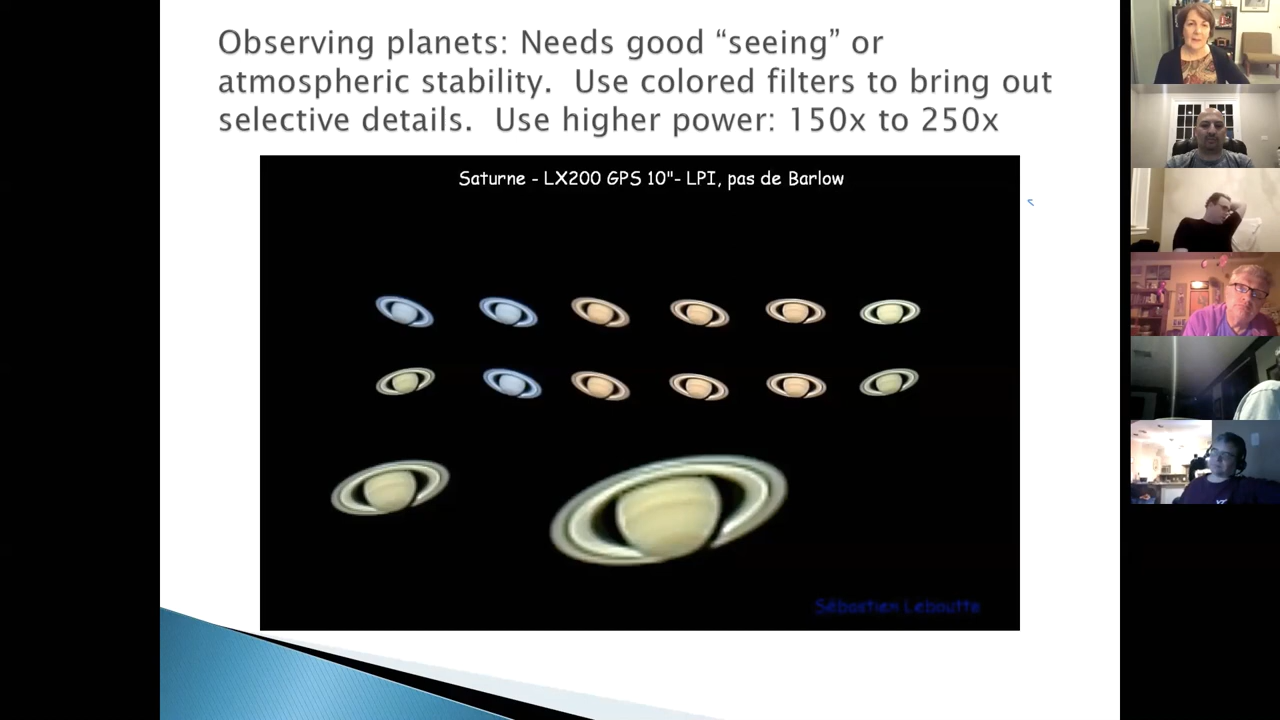 Observing planets: Needs good “seeing” or
atmospheric stability.  Use colored filters to bring out
selective details.  Use higher power: 150x to 250x
Saturne - LX200 GPS 10"- LPI, pas de Barlow
Sébastien Leboutte